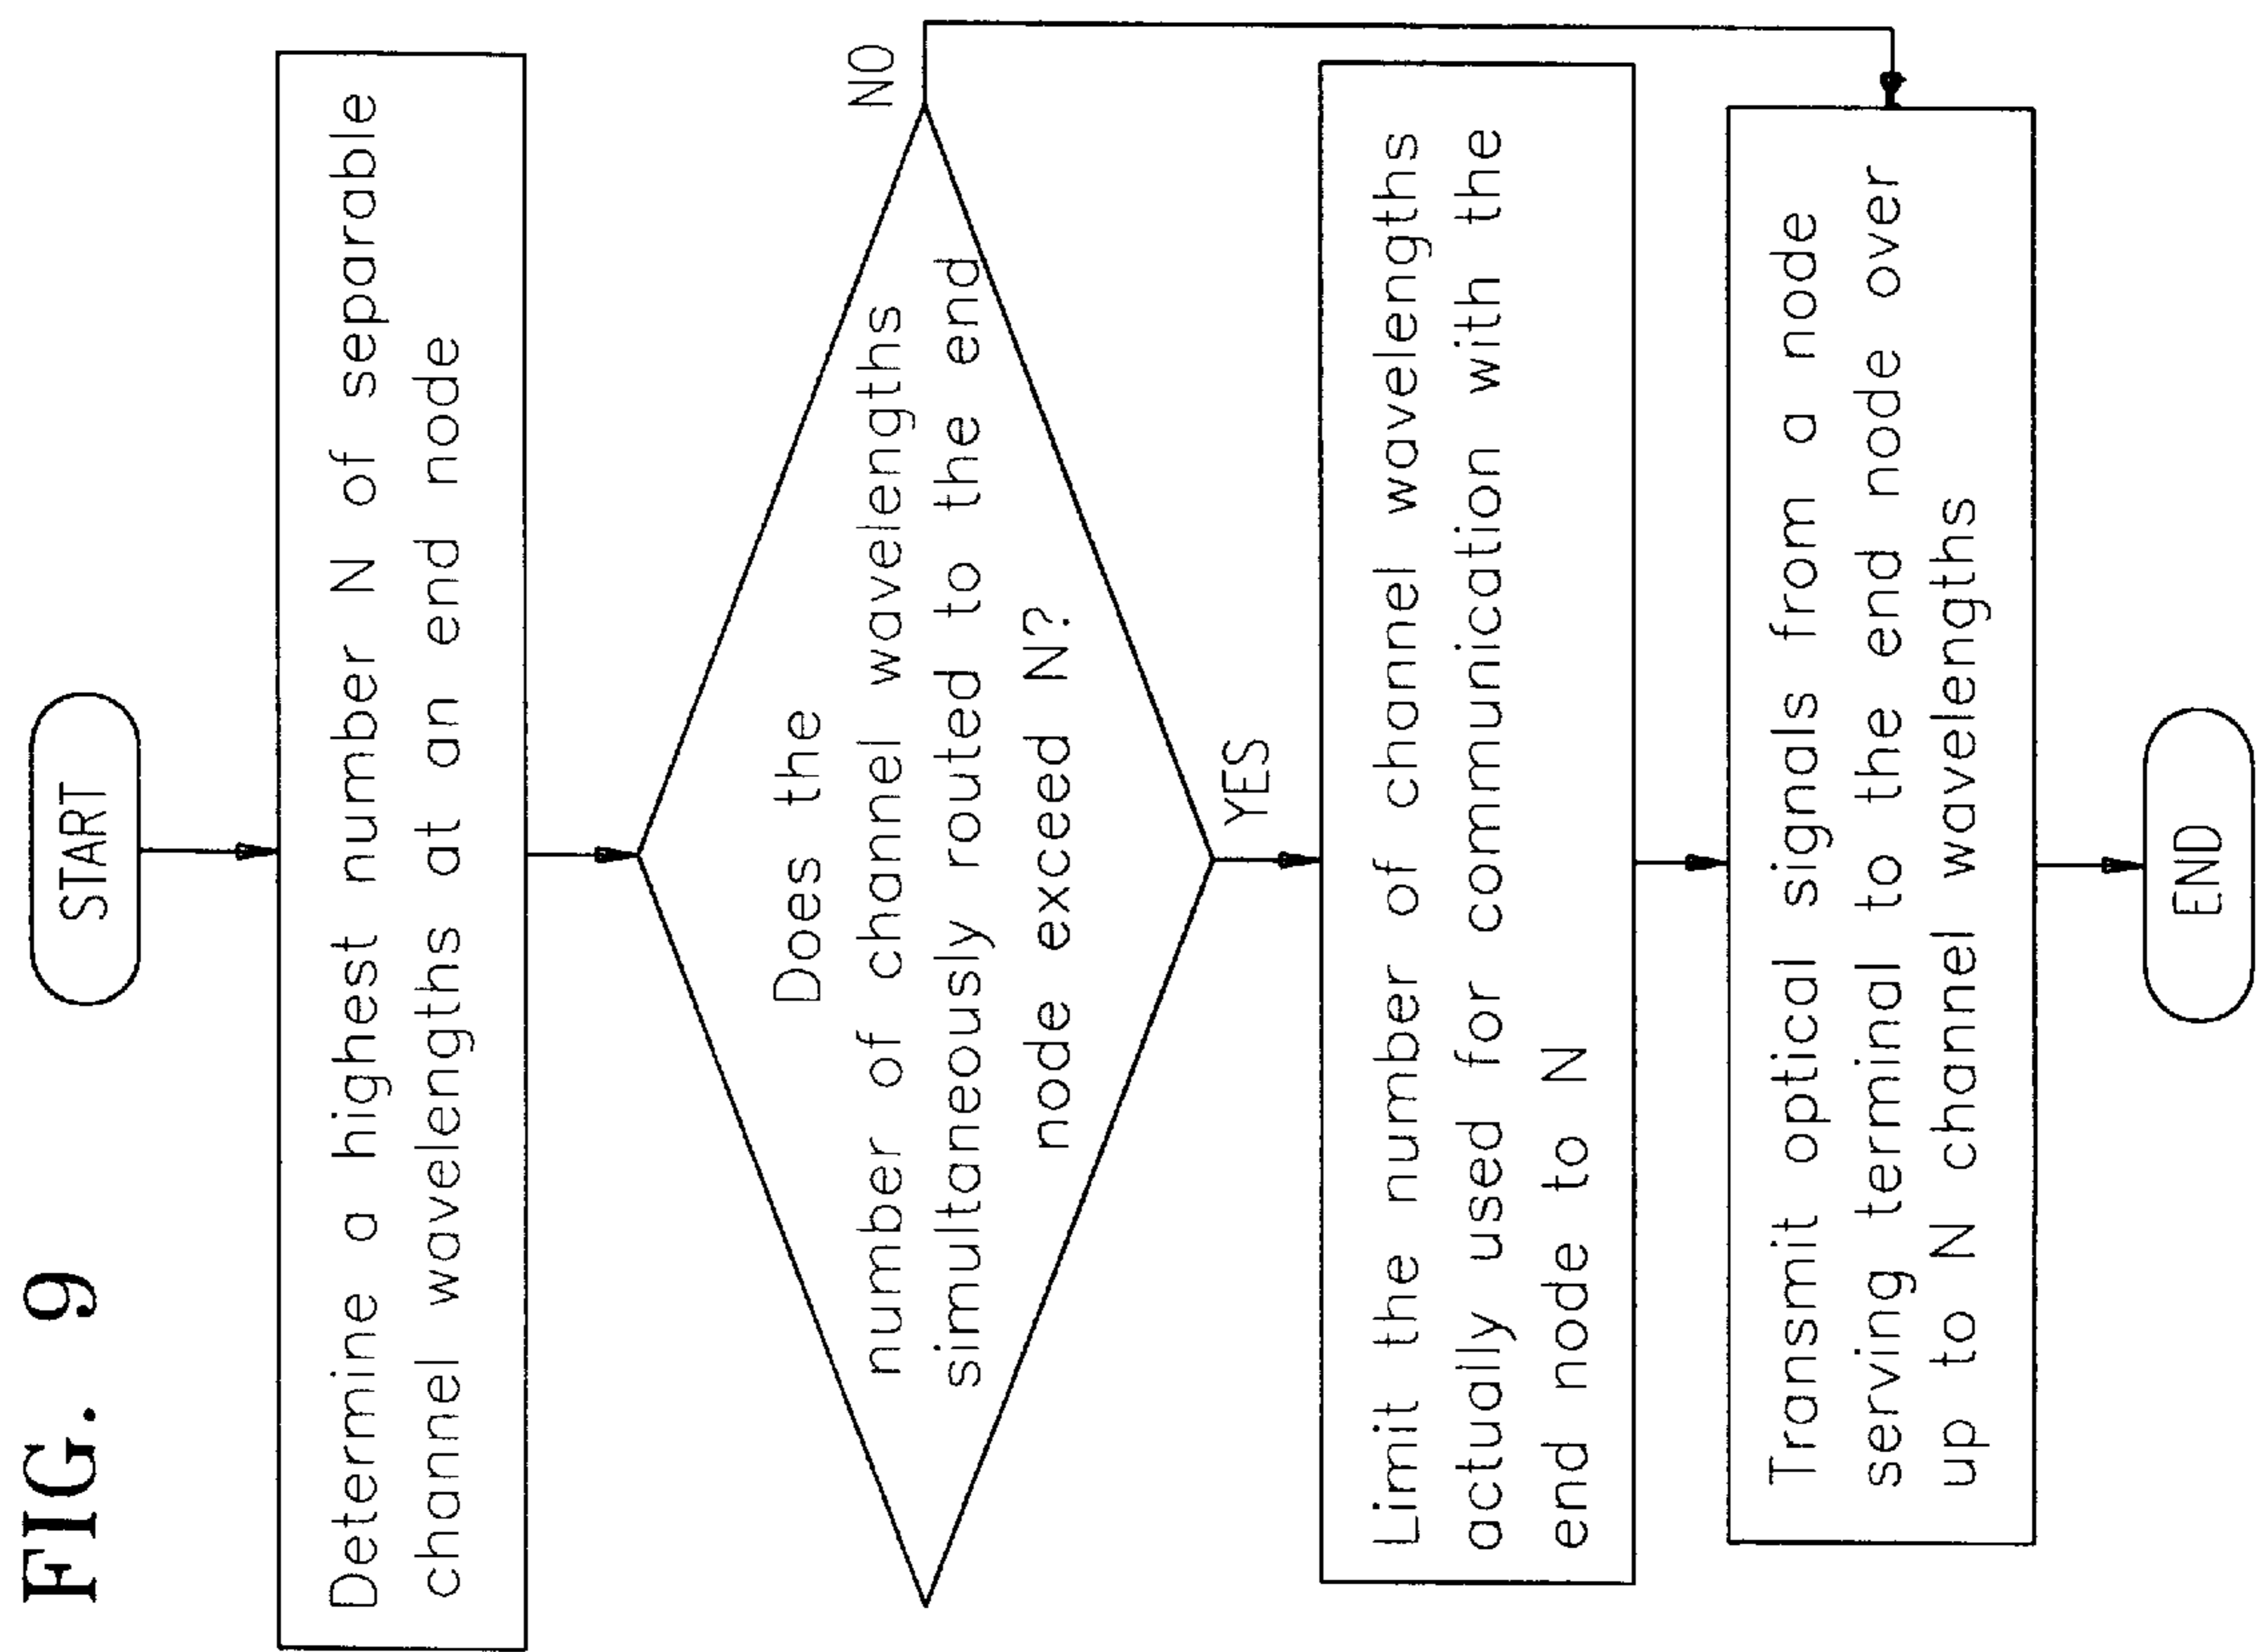 FIG. 9
START
Determine a highest number N of separable
channel wavelengths at an end node
Does the
number of channel wavelengths
simultaneously routed to the end
node exceed N?
NO
YES
Limit the number of channel wavelengths
actually used for communication with the
end node to N
Transmit optical signals from a node
serving terminal to the end node over
up to N channel wavelengths
END